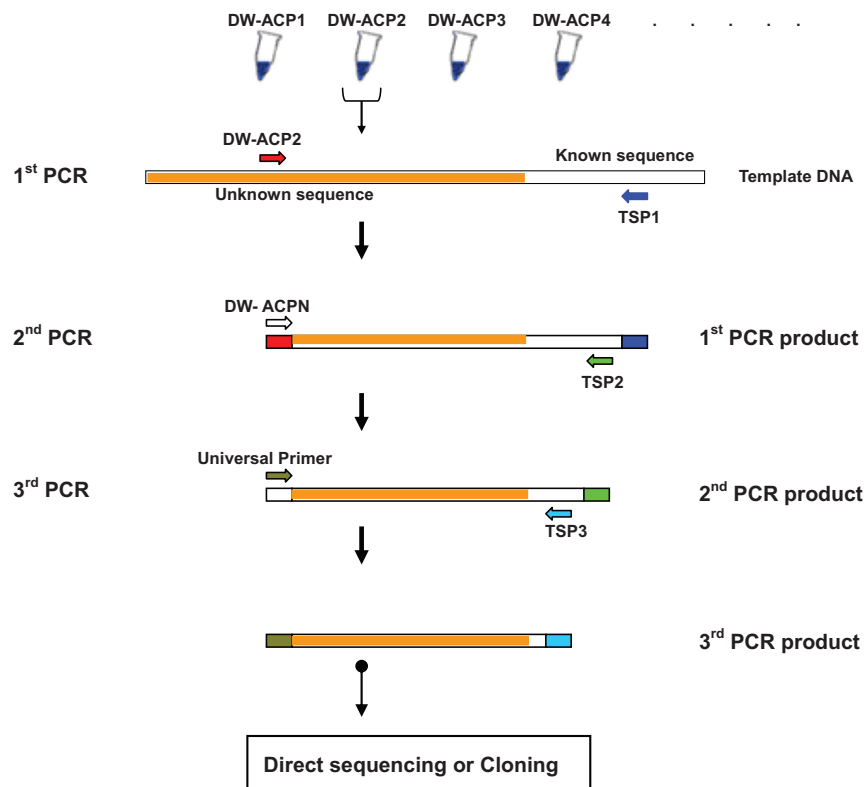 DW-ACP1 DW-ACP2 DW-ACP3 DW-ACP4 . . . . .
DW-ACP2
Known sequence
1st PCR
Template DNA
Unknown sequence
TSP1
DW- ACPN
2nd PCR
1st PCR product
TSP2
Universal Primer
3rd PCR
2nd PCR product
TSP3
3rd PCR product
Direct sequencing or Cloning